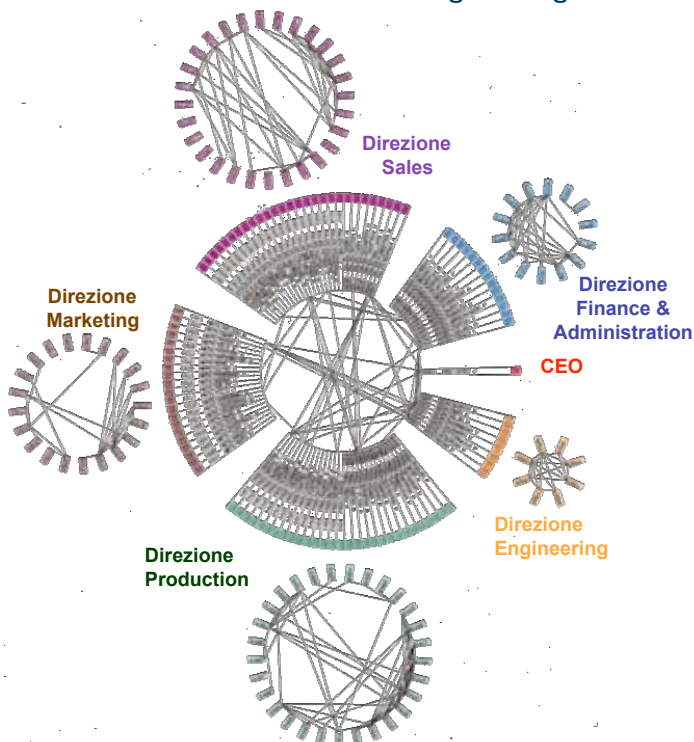 Direzione
Sales
Direzione
Finance &
Administration
Direzione
Marketing
CEO
Direzione
Engineering
Direzione
Production